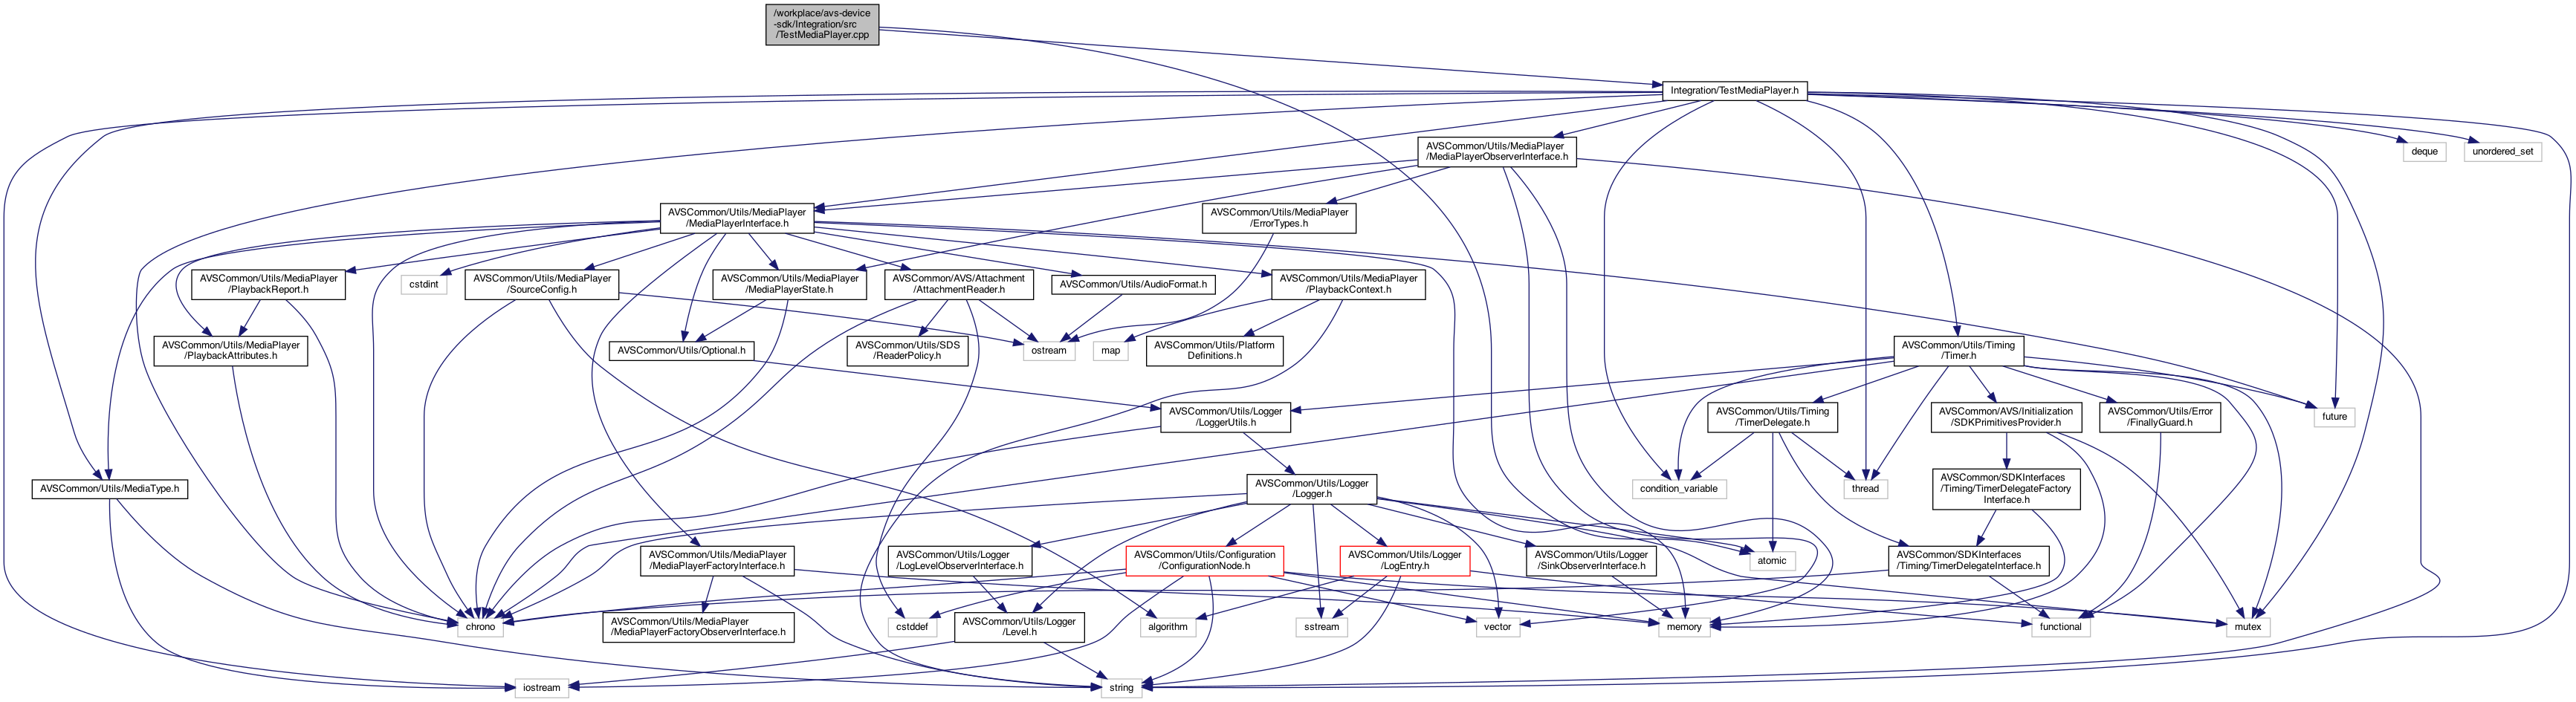 /workplace/avs-device
-sdk/Integration/src
/TestMediaPlayer.cpp
Integration/TestMediaPlayer.h
AVSCommon/Utils/MediaPlayer
/MediaPlayerObserverInterface.h
deque
unordered_set
AVSCommon/Utils/MediaPlayer
/MediaPlayerInterface.h
AVSCommon/Utils/MediaPlayer
/ErrorTypes.h
AVSCommon/Utils/MediaPlayer
/PlaybackReport.h
cstdint
AVSCommon/Utils/MediaPlayer
/SourceConfig.h
AVSCommon/Utils/MediaPlayer
/MediaPlayerState.h
AVSCommon/AVS/Attachment
/AttachmentReader.h
AVSCommon/Utils/AudioFormat.h
AVSCommon/Utils/MediaPlayer
/PlaybackContext.h
AVSCommon/Utils/MediaPlayer
/PlaybackAttributes.h
AVSCommon/Utils/Optional.h
AVSCommon/Utils/SDS
/ReaderPolicy.h
ostream
map
AVSCommon/Utils/Platform
Definitions.h
AVSCommon/Utils/Timing
/Timer.h
AVSCommon/Utils/Logger
/LoggerUtils.h
AVSCommon/Utils/Timing
/TimerDelegate.h
AVSCommon/AVS/Initialization
/SDKPrimitivesProvider.h
AVSCommon/Utils/Error
/FinallyGuard.h
future
AVSCommon/Utils/MediaType.h
AVSCommon/Utils/Logger
/Logger.h
condition_variable
thread
AVSCommon/SDKInterfaces
/Timing/TimerDelegateFactory
Interface.h
AVSCommon/Utils/MediaPlayer
/MediaPlayerFactoryInterface.h
AVSCommon/Utils/Logger
/LogLevelObserverInterface.h
AVSCommon/Utils/Configuration
/ConfigurationNode.h
AVSCommon/Utils/Logger
/LogEntry.h
AVSCommon/Utils/Logger
/SinkObserverInterface.h
atomic
AVSCommon/SDKInterfaces
/Timing/TimerDelegateInterface.h
chrono
AVSCommon/Utils/MediaPlayer
/MediaPlayerFactoryObserverInterface.h
cstddef
AVSCommon/Utils/Logger
/Level.h
algorithm
sstream
vector
memory
functional
mutex
iostream
string